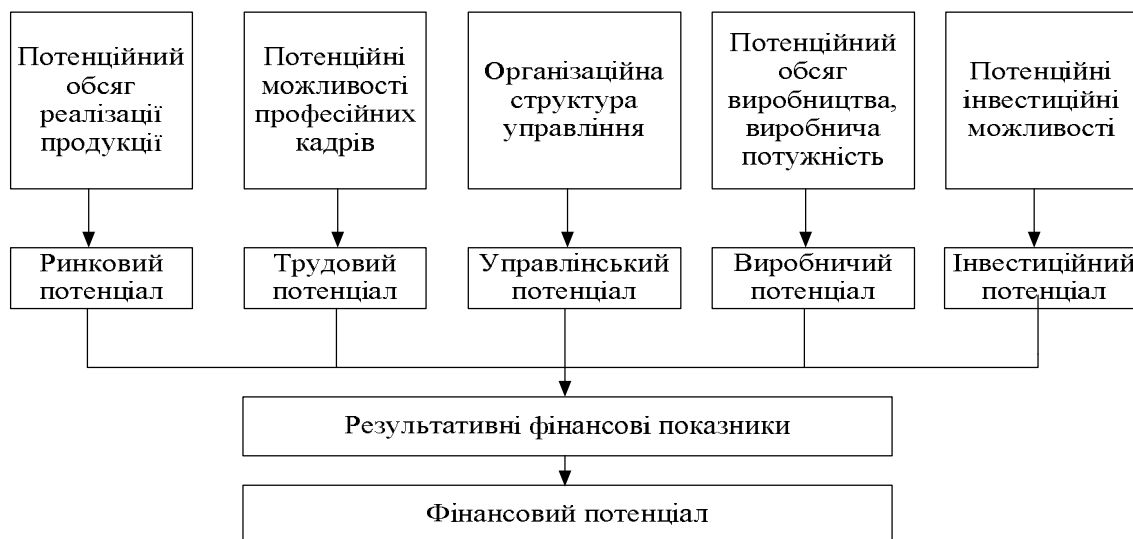 Потенційний
обсяг
реалізації
продукції
Потенційні
можливості
професійних
кадрів
Організаційна
структура
управління
Потенційний
обсяг
виробництва,
виробнича
потужність
Потенційні
інвестиційні
можливості
Ринковий
потенціал
Трудовий
потенціал
Управлінський
потенціал
Виробничий
потенціал
Інвестиційний
потенціал
Результативні фінансові показники
Фінансовий потенціал